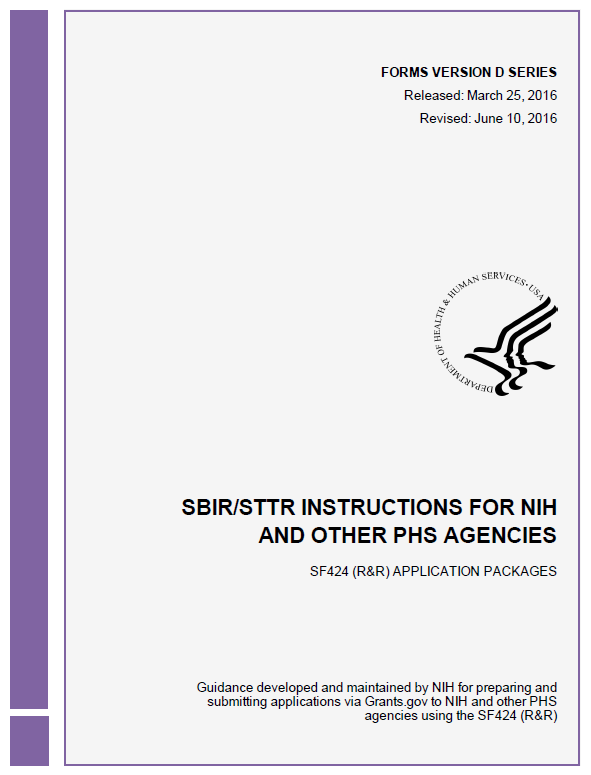 FORMS VERSION D SERIES
Released: March 25, 2016
Revised: June 10, 2016
DEPARTMENT OF HEALTH & HUMAN SERVICES • USA
SBIR/STTR INSTRUCTIONS FOR NIH
AND OTHER PHS AGENCIES
SF424 (R&R) APPLICATION PACKAGES
Guidance developed and maintained by NIH for preparing and
submitting applications via Grants.gov to NIH and other PHS
agencies using the SF424 (R&R)